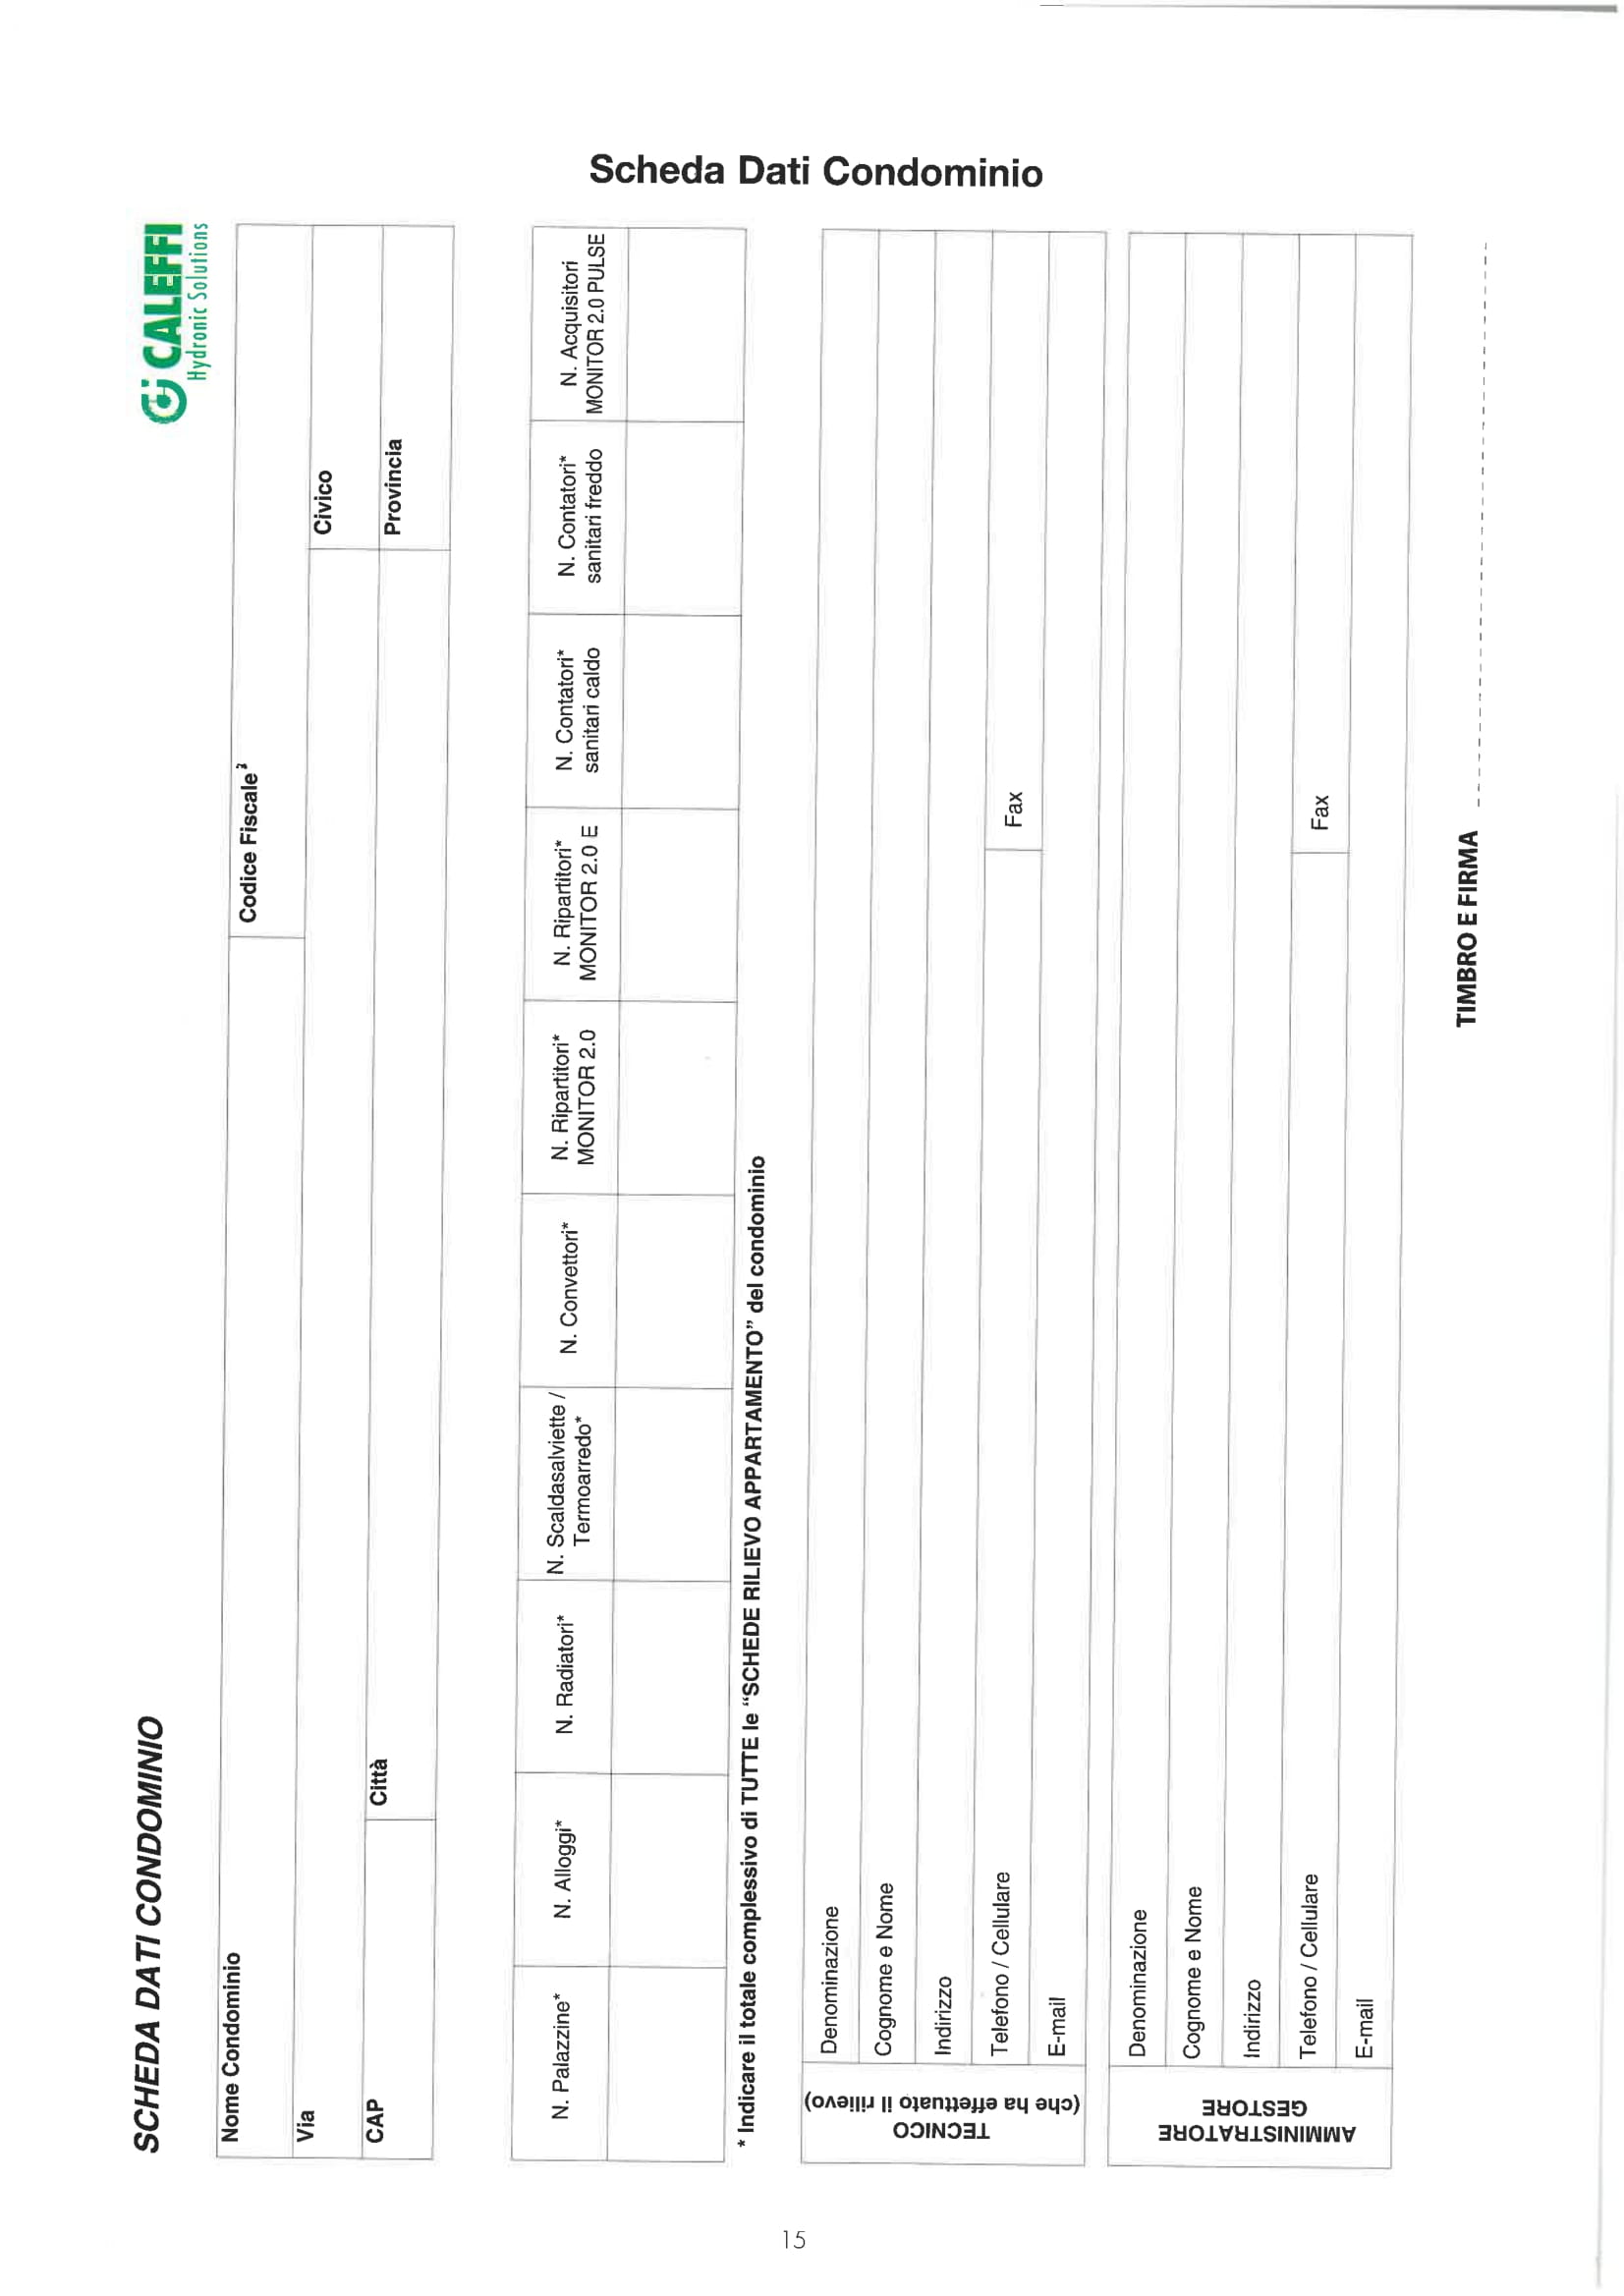 Scheda Dati Condominio
SCHEDA DATI CONDOMINIO
CALEFFI
Hydronic Solutions
Nome Condominio
Codice Fiscale
Via
Civico
CAP
Città
Provincia
N. Palazzine*
N. Alloggi*
N. Radiatori*
N. Scaldasalviette /
Termoarredo*
N. Convettori*
N. Ripartitori*
MONITOR 2.0
N. Ripartitori*
MONITOR 2.0 E
N. Contatori*
sanitari caldo
N. Contatori*
sanitari freddo
N. Acquisitori
MONITOR 2.0 PULSE
* Indicare il totale complessivo di TUTTE le “SCHEDE RILIEVO APPARTAMENTO” del condominio
TECNICO
(che ha effettuato il rilievo)
Denominazione
Cognome e Nome
Indirizzo
Telefono / Cellulare
Fax
E-mail
AMMINISTRATORE
GESTORE
Denominazione
Cognome e Nome
Indirizzo
Telefono / Cellulare
Fax
E-mail
TIMBRO E FIRMA
15